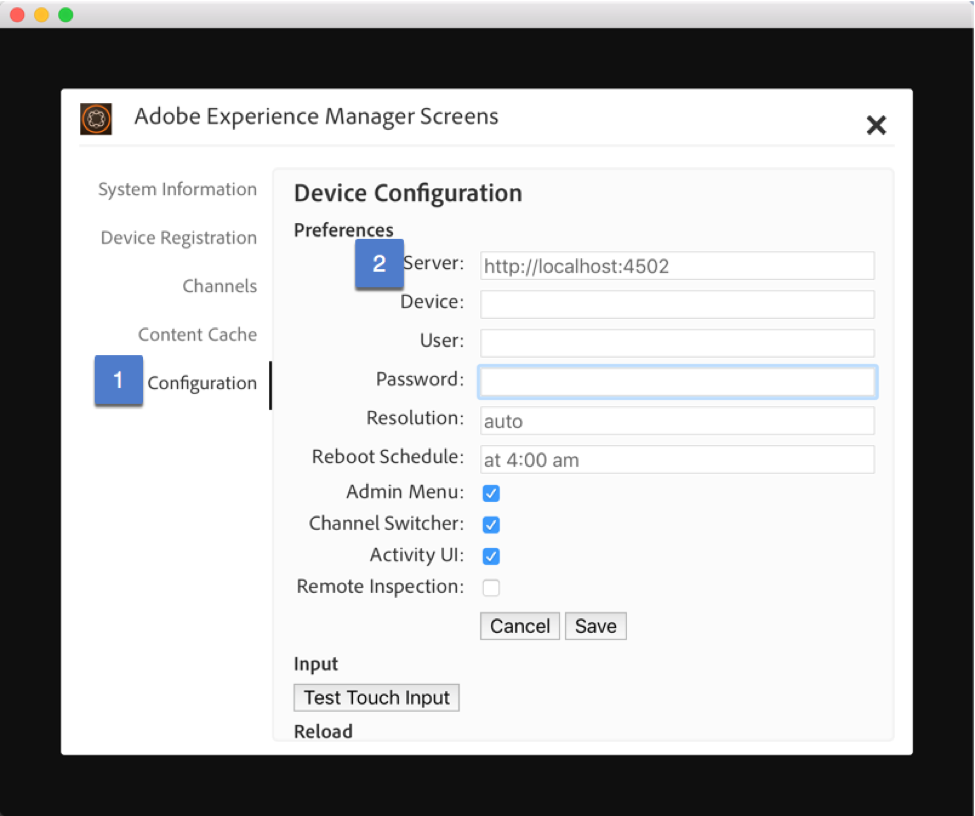 Adobe Experience Manager Screens
System Information
Device Registration
Channels
Content Cache
1 Configuration
Device Configuration
Preferences
2 Server: http://localhost:4502
Device:
User:
Password:
Resolution: auto
Reboot Schedule: at 4:00 am
Admin Menu:
Channel Switcher:
Activity UI:
Remote Inspection:
Cancel Save
Input
Test Touch Input
Reload